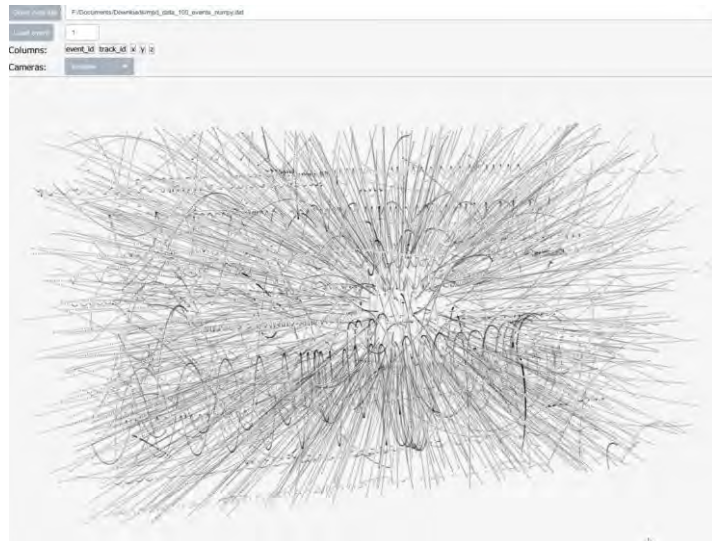 F:/Documents/Downloads/mpd_data_100_events_numpy.dat
Load event 1
Columns: event_id track_id x y z
Cameras: